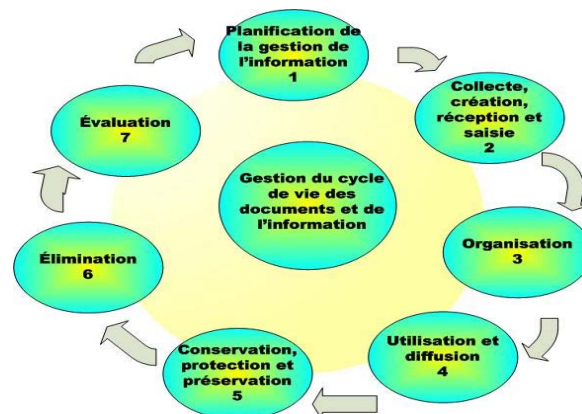 Planification de
la gestion de
l'information
1
Collecte,
création,
réception et
saisie
2
Organisation
3
Utilisation et
diffusion
4
Conservation,
protection et
préservation
5
Élimination
6
Évaluation
7
Gestion du cycle
de vie des
documents et de
l'information